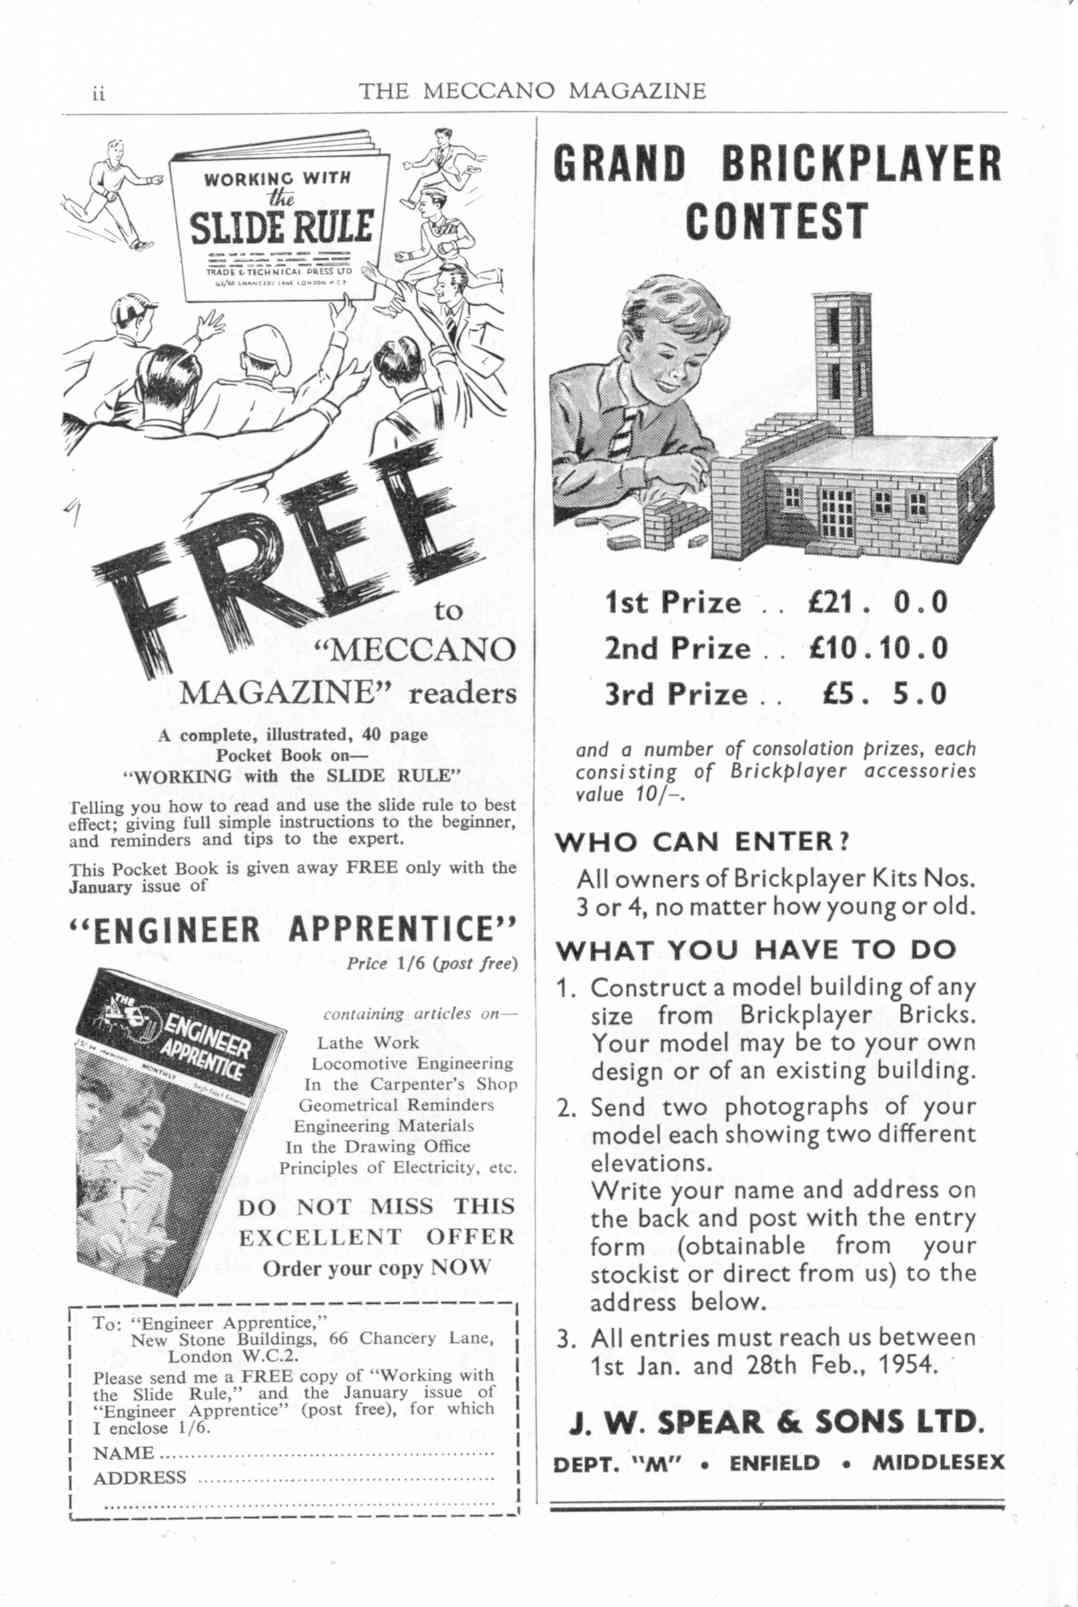 ii
THE MECCANO MAGAZINE
WORKING WITH
the
SLIDE RULE
TRADE & TECHNICAL PRESS LTD
FREE
to
“MECCANO
MAGAZINE” readers
A complete, illustrated, 40 page
Pocket Book on—
“WORKING with the SLIDE RULE”
Telling you how to read and use the slide rule to best
effect; giving full simple instructions to the beginner,
and reminders and tips to the expert.
This Pocket Book is given away FREE only with the
January issue of
“ENGINEER APPRENTICE”
Price 1/6 (post free)
THE
ENGINEER
APPRENTICE
MONTHLY
containing articles on—
Lathe Work
Locomotive Engineering
In the Carpenter’s Shop
Geometrical Reminders
Engineering Materials
In the Drawing Office
Principles of Electricity, etc.
DO NOT MISS THIS
EXCELLENT OFFER
Order your copy NOW
To: “Engineer Apprentice,”
New Stone Buildings, 66 Chancery Lane,
London W.C.2.
Please send me a FREE copy of “Working with
the Slide Rule,” and the January issue of
“Engineer Apprentice” (post free), for which
I enclose 1/6.
NAME
ADDRESS
GRAND BRICKPLAYER
CONTEST
1st Prize .. £21. 0.0
2nd Prize .. £10.10.0
3rd Prize .. £5. 5.0
and a number of consolation prizes, each
consisting of Brickplayer accessories
value 10/-.
WHO CAN ENTER?
All owners of Brickplayer Kits Nos.
3 or 4, no matter how young or old.
WHAT YOU HAVE TO DO
1. Construct a model building of any
size from Brickplayer Bricks.
Your model may be to your own
design or of an existing building.
2. Send two photographs of your
model each showing two different
elevations.
Write your name and address on
the back and post with the entry
form (obtainable from your
stockist or direct from us) to the
address below.
3. All entries must reach us between
1st Jan. and 28th Feb., 1954.
J. W. SPEAR & SONS LTD.
DEPT. "M" • ENFIELD • MIDDLESEX